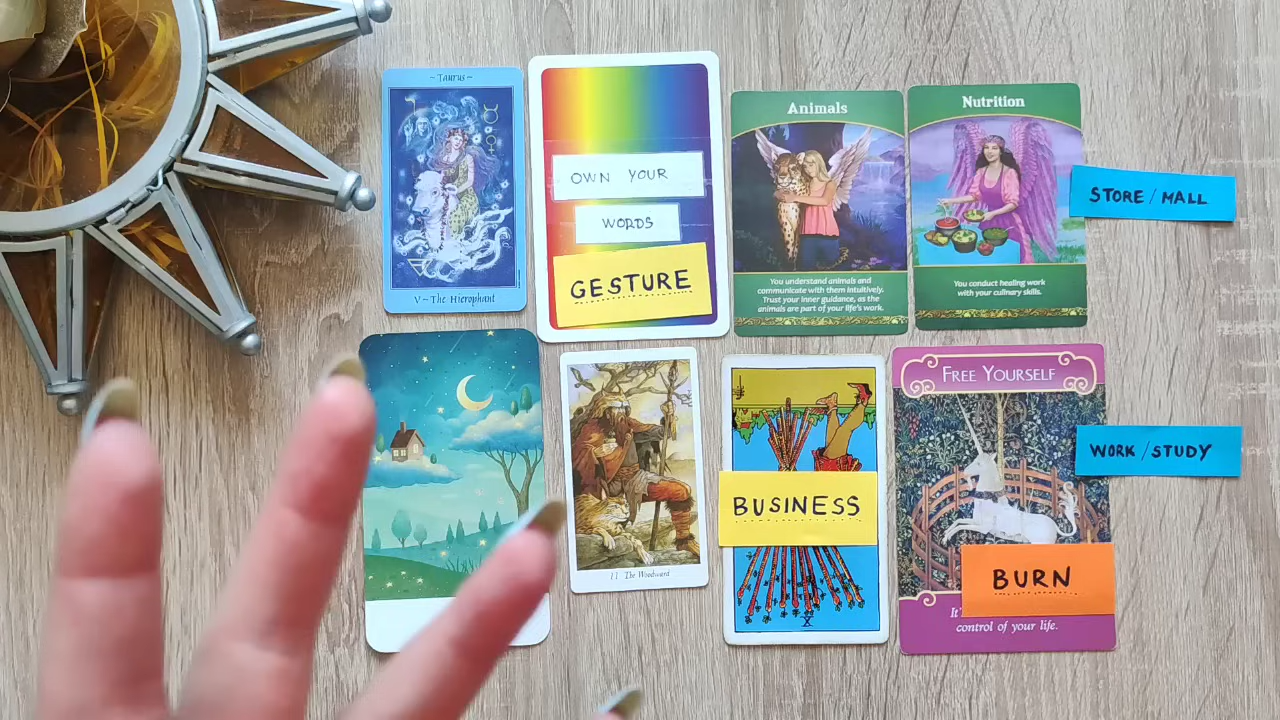 ~ Taurus ~
V ~ The Hierophant
OWN YOUR
WORDS
GESTURE
Animals
You understand animals and
communicate with them intuitively.
Trust your inner guidance, as the
animals are part of your life's work.
Nutrition
You conduct healing work
with your culinary skills.
STORE / MALL
11 The Woodward
BUSINESS
X
FREE YOURSELF
BURN
It'
control of your life.
WORK / STUDY